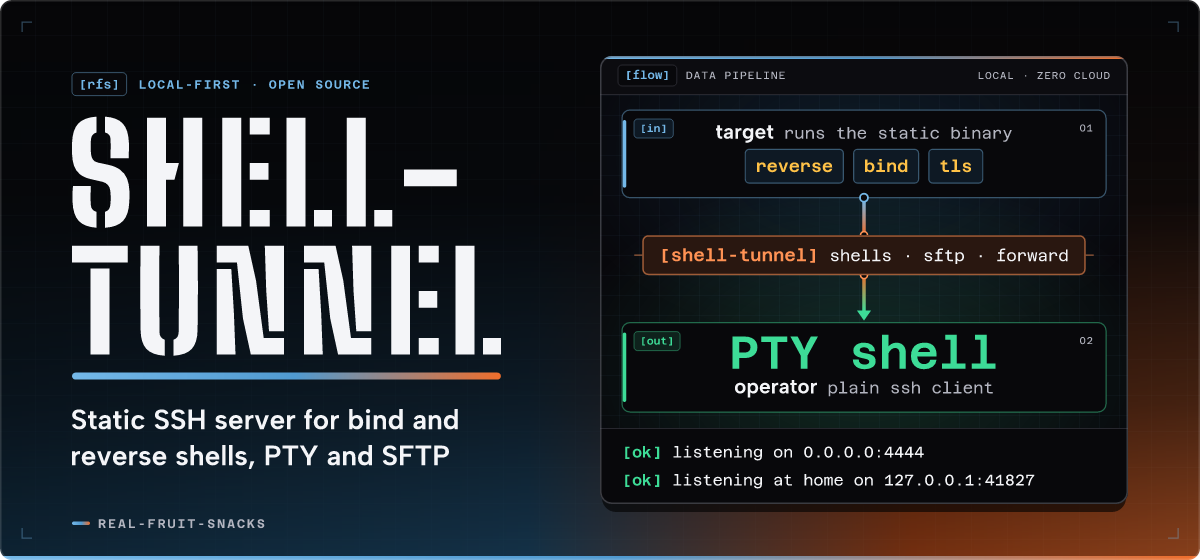 [rfs] LOCAL-FIRST · OPEN SOURCE
SHELL-
TUNNEL
Static SSH server for bind and
reverse shells, PTY and SFTP
REAL-FRUIT-SNACKS
[flow] DATA PIPELINE
LOCAL · ZERO CLOUD
[in]
target runs the static binary
01
reverse
bind
tls
[shell-tunnel] shells · sftp · forward
[out]
PTY shell
02
operator plain ssh client
[ok] listening on 0.0.0.0:4444
[ok] listening at home on 127.0.0.1:41827